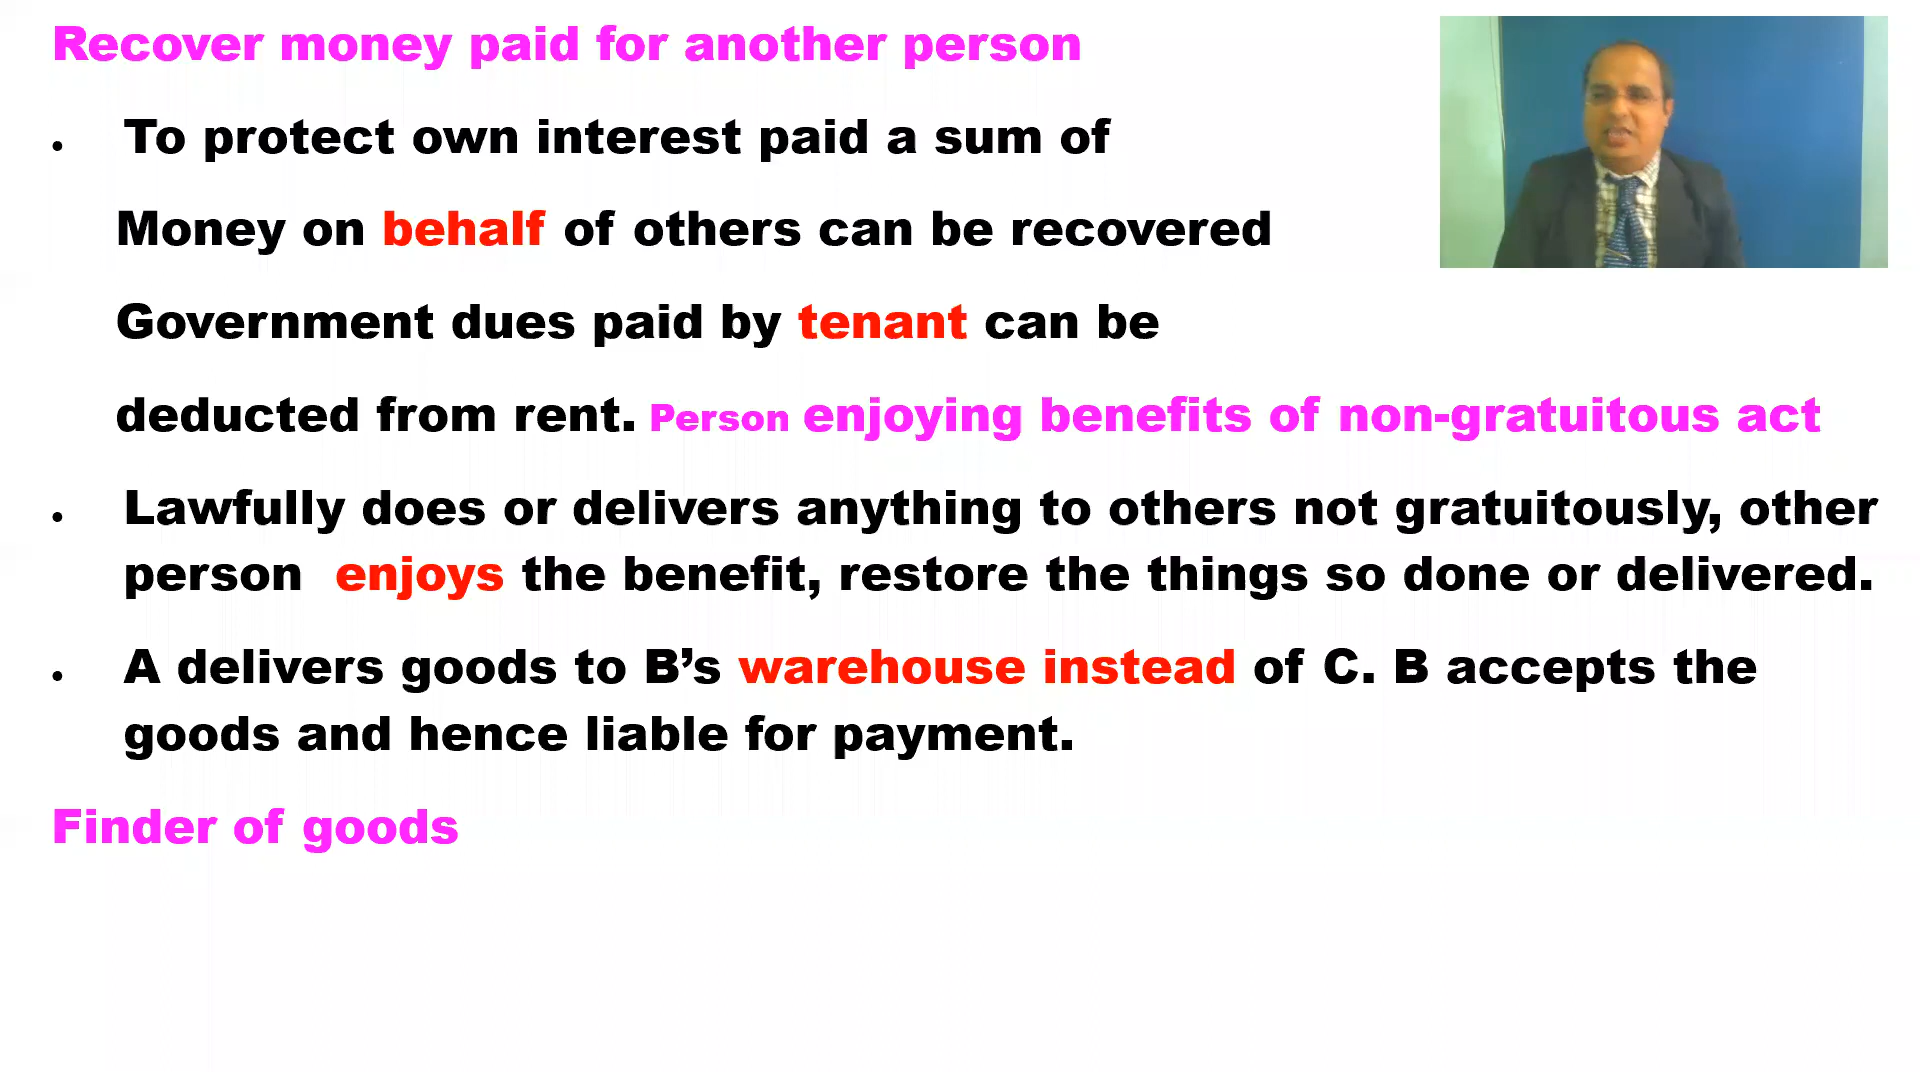 Recover money paid for another person
• To protect own interest paid a sum of
Money on behalf of others can be recovered
Government dues paid by tenant can be
deducted from rent. Person enjoying benefits of non-gratuitous act
• Lawfully does or delivers anything to others not gratuitously, other
person enjoys the benefit, restore the things so done or delivered.
• A delivers goods to B’s warehouse instead of C. B accepts the
goods and hence liable for payment.
Finder of goods